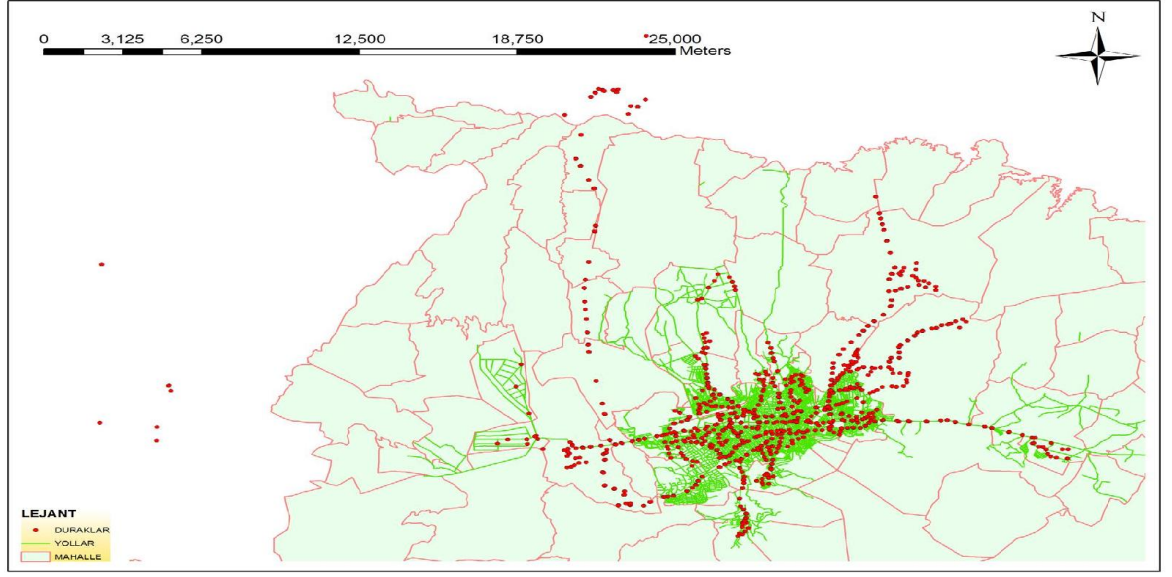 N
0 3,125 6,250 12,500 18,750 25,000
Meters
LEJANT
DURAKLAR
YOLLAR
MAHALLE